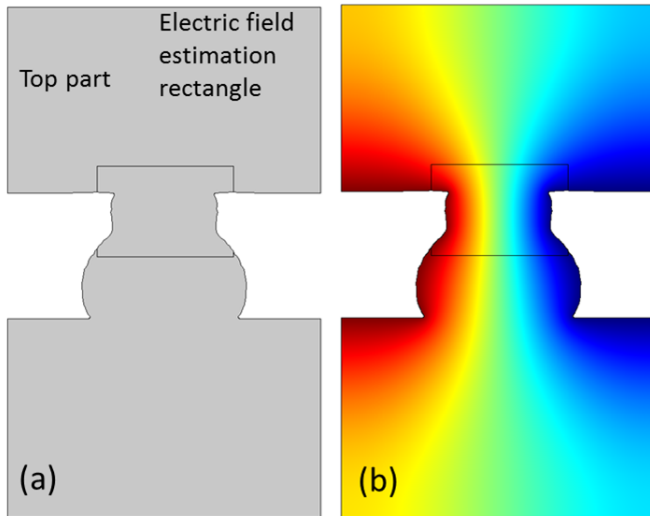 Electric field
estimation
rectangle
Top part
(a)
(b)